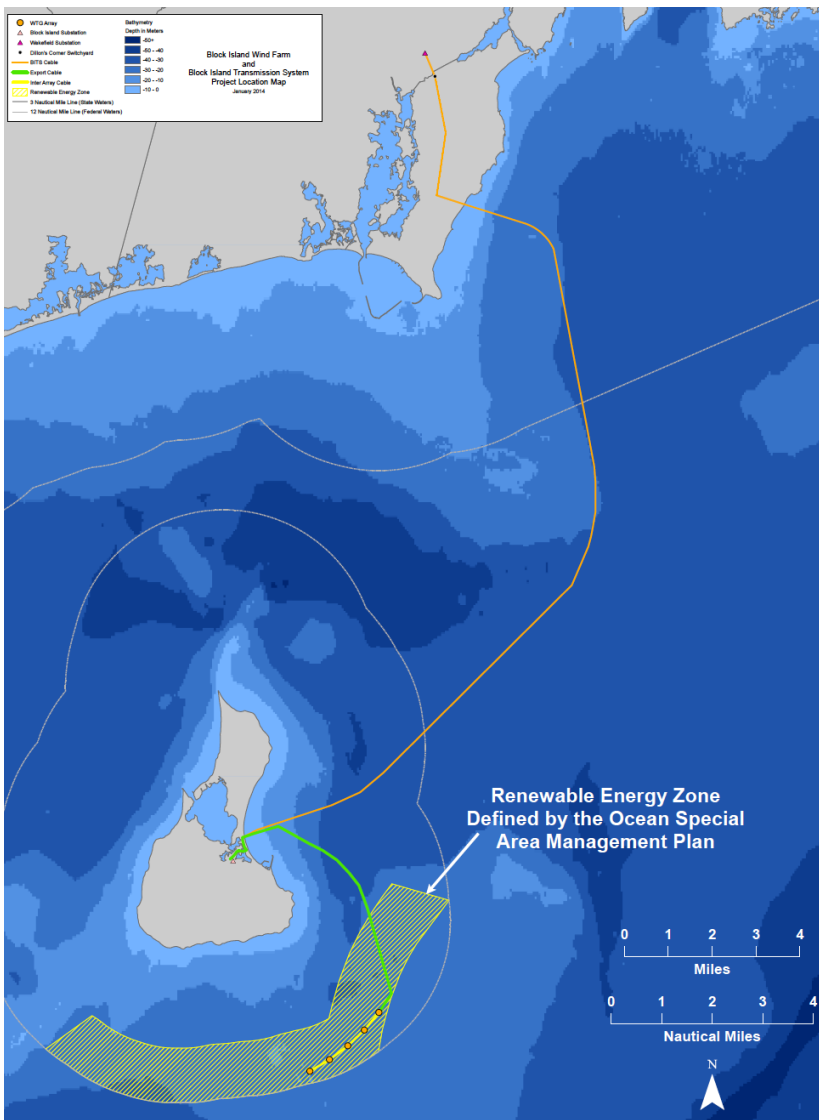 WTG Array
Block Island Substation
Wakefield Substation
Dillon's Corner Switchyard
BITS Cable
Export Cable
Inter Array Cable
Renewable Energy Zone
3 Nautical Mile Line (State Waters)
12 Nautical Mile Line (Federal Waters)
Bathymetry
Depth in Meters
-60+
-50 - -40
-40 - -30
-30 - -20
-20 - -10
-10 - 0
Block Island Wind Farm
and
Block Island Transmission System
Project Location Map
January 2014
Renewable Energy Zone
Defined by the Ocean Special
Area Management Plan
0 1 2 3 4
Miles
0 1 2 3 4
Nautical Miles
N